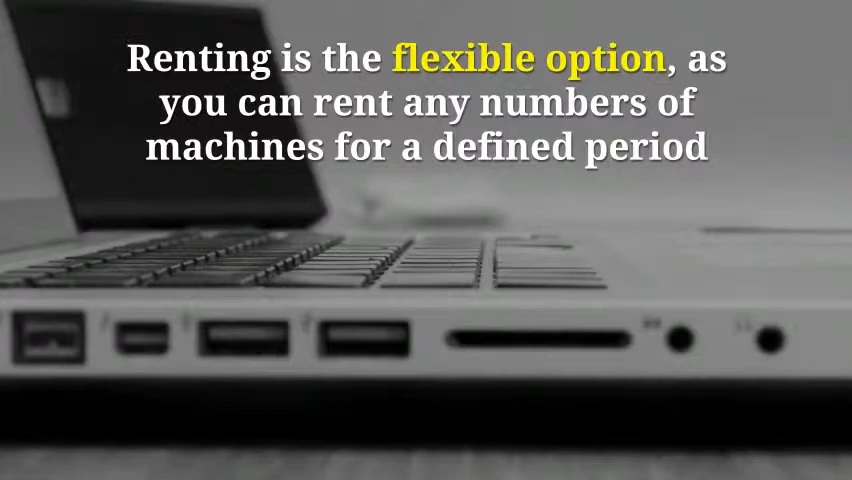 Renting is the flexible option, as
you can rent any numbers of
machines for a defined period